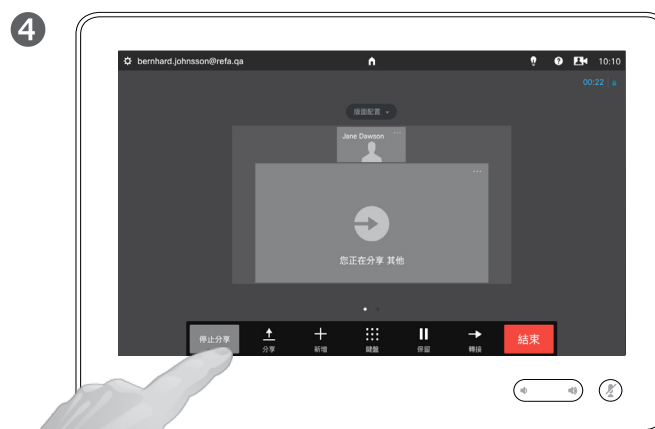 4
bernhard.johnsson@refa.qa
10:10
00:22
版面配置
Jane Dawson
您正在分享 其他
停止分享
分享
新增
鍵盤
保留
轉接
結束